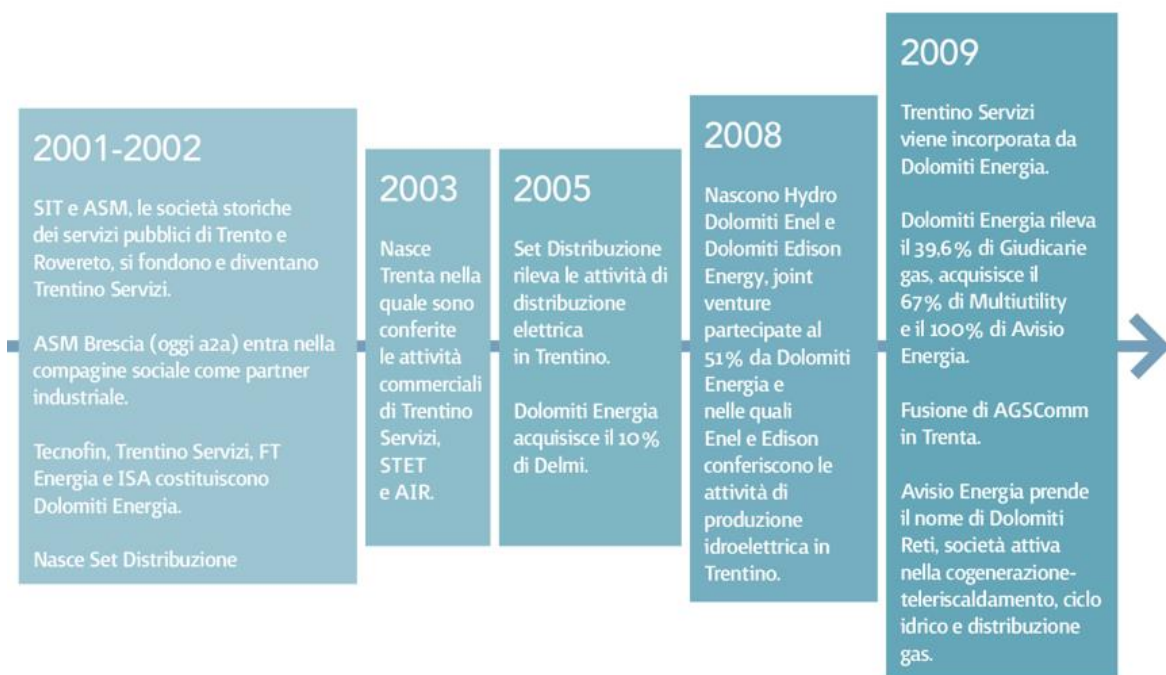 2001-2002
SIT e ASM, le società storiche
dei servizi pubblici di Trento e
Rovereto, si fondono e diventano
Trentino Servizi.
ASM Brescia (oggi a2a) entra nella
compagine sociale come partner
industriale.
Tecnofin, Trentino Servizi, FT
Energia e ISA costituiscono
Dolomiti Energia.
Nasce Set Distribuzione
2003
Nasce
Trenta nella
quale sono
conferite
le attività
commerciali
di Trentino
Servizi,
STET
e AIR.
2005
Set Distribuzione
rileva le attività di
distribuzione
elettrica
in Trentino.
Dolomiti Energia
acquisisce il 10%
di Delmi.
2008
Nascono Hydro
Dolomiti Enel e
Dolomiti Edison
Energy, joint
venture
partecipate al
51% da Dolomiti
Energia e
nelle quali
Enel e Edison
conferiscono le
attività di
produzione
idroelettrica in
Trentino.
2009
Trentino Servizi
viene incorporata da
Dolomiti Energia.
Dolomiti Energia rileva
il 39,6% di Giudicarie
gas, acquisisce il
67% di Multiutility
e il 100% di Avisio
Energia.
Fusione di AGSComm
in Trenta.
Avisio Energia prende
il nome di Dolomiti
Reti, società attiva
nella cogenerazione-
teleriscaldamento, ciclo
idrico e distribuzione
gas.